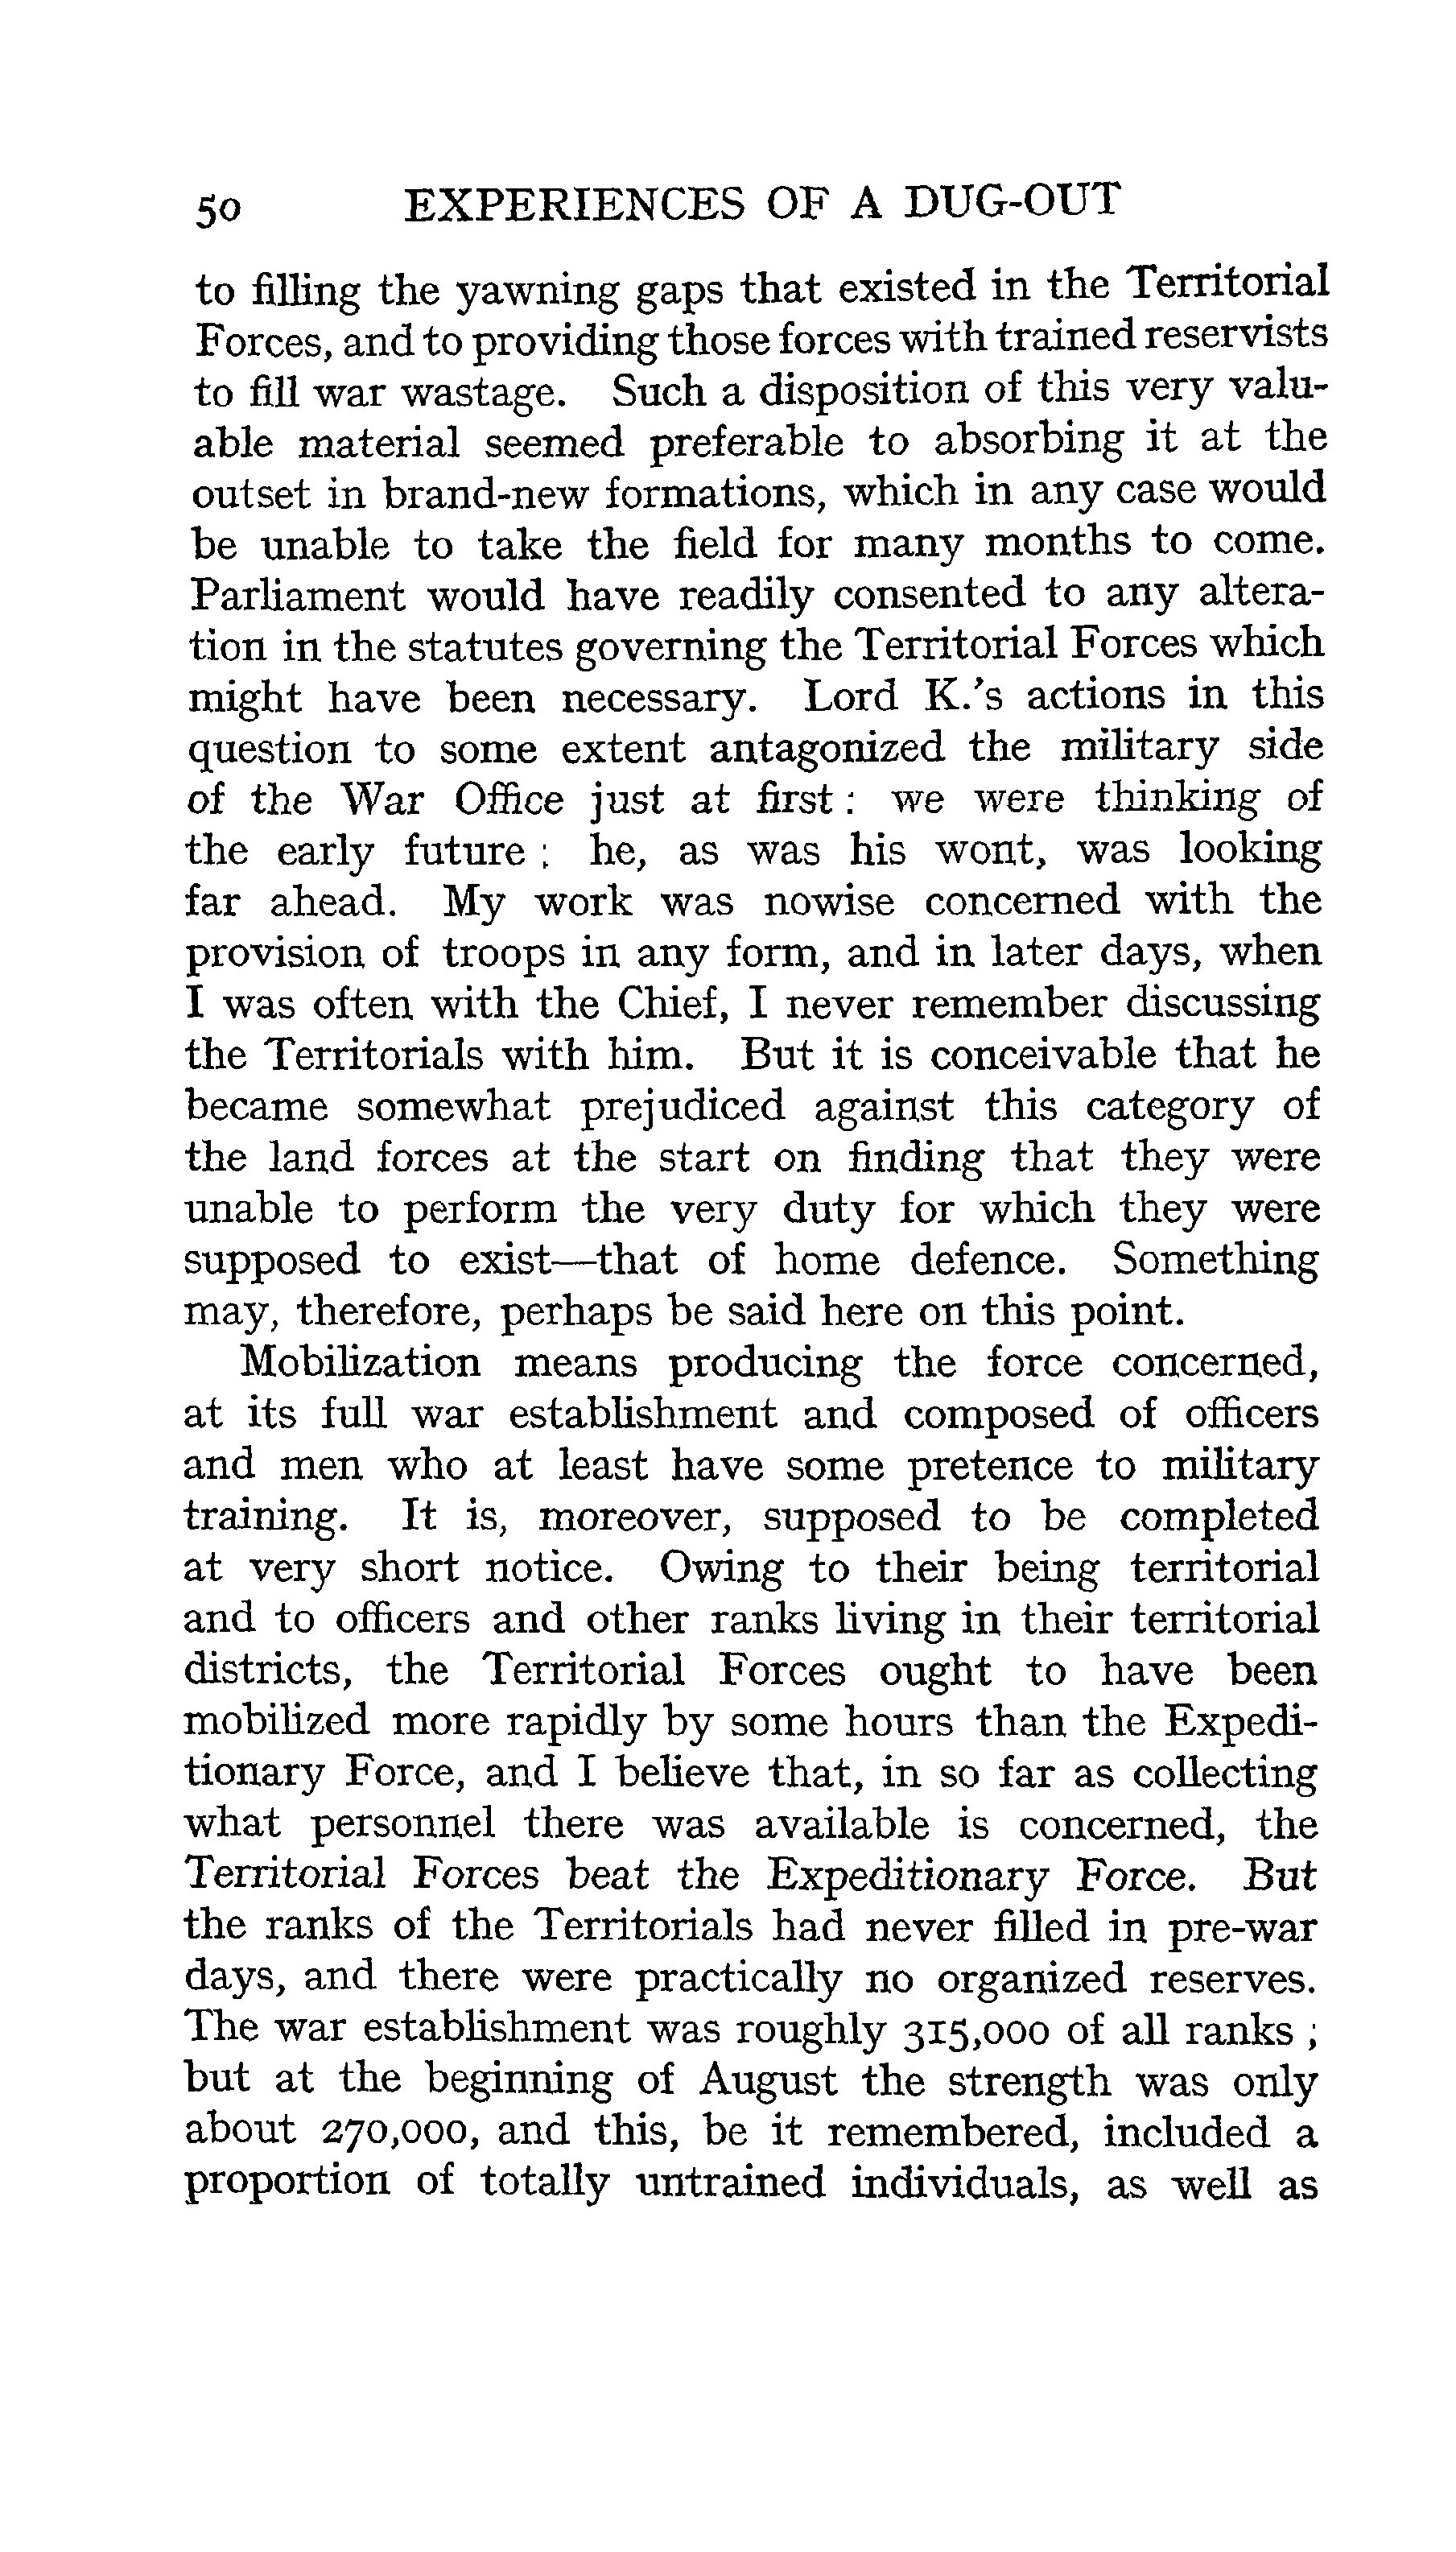 50 EXPERIENCES OF A DUG-OUT
to filling the yawning gaps that existed in the Territorial
Forces, and to providing those forces with trained reservists
to fill war wastage. Such a disposition of this very valu-
able material seemed preferable to absorbing it at the
outset in brand-new formations, which in any case would
be unable to take the field for many months to come.
Parliament would have readily consented to any altera-
tion in the statutes governing the Territorial Forces which
might have been necessary. Lord K.'s actions in this
question to some extent antagonized the military side
of the War Office just at first : we were thinking of
the early future ; he, as was his wont, was looking
far ahead. My work was nowise concerned with the
provision of troops in any form, and in later days, when
I was often with the Chief, I never remember discussing
the Territorials with him. But it is conceivable that he
became somewhat prejudiced against this category of
the land forces at the start on finding that they were
unable to perform the very duty for which they were
supposed to exist—that of home defence. Something
may, therefore, perhaps be said here on this point.
Mobilization means producing the force concerned,
at its full war establishment and composed of officers
and men who at least have some pretence to military
training. It is, moreover, supposed to be completed
at very short notice. Owing to their being territorial
and to officers and other ranks living in their territorial
districts, the Territorial Forces ought to have been
mobilized more rapidly by some hours than the Expedi-
tionary Force, and I believe that, in so far as collecting
what personnel there was available is concerned, the
Territorial Forces beat the Expeditionary Force. But
the ranks of the Territorials had never filled in pre-war
days, and there were practically no organized reserves.
The war establishment was roughly 315,000 of all ranks ;
but at the beginning of August the strength was only
about 270,000, and this, be it remembered, included a
proportion of totally untrained individuals, as well as